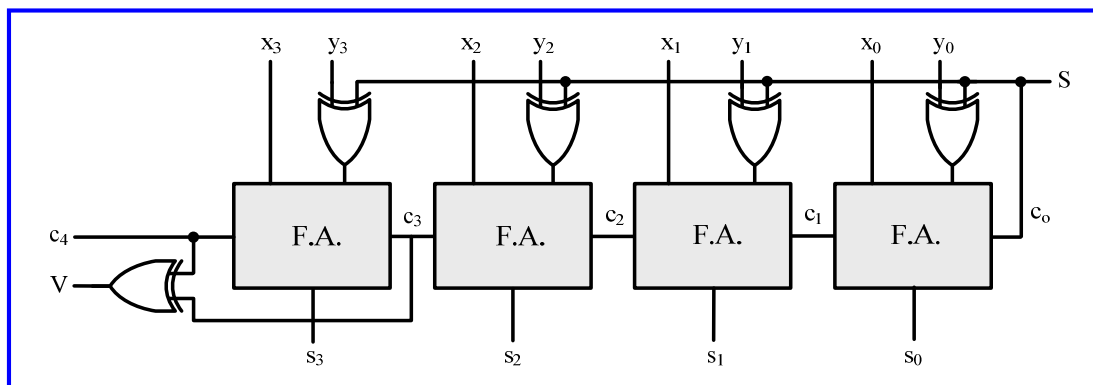 x3 y3 x2 y2 x1 y1 x0 y0
S
F.A. c3 F.A. c2 F.A. c1 F.A. co
c4
V
s3 s2 s1 s0